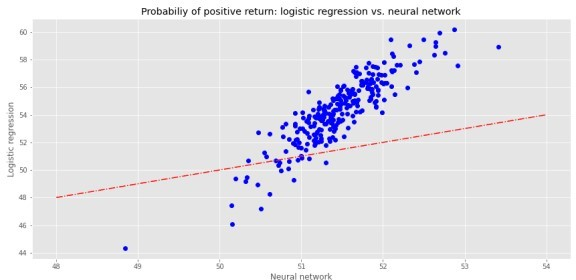 Probabiliy of positive return: logistic regression vs. neural network
Logistic regression
60
58
56
54
52
50
48
46
44
48 49 50 51 52 53 54
Neural network